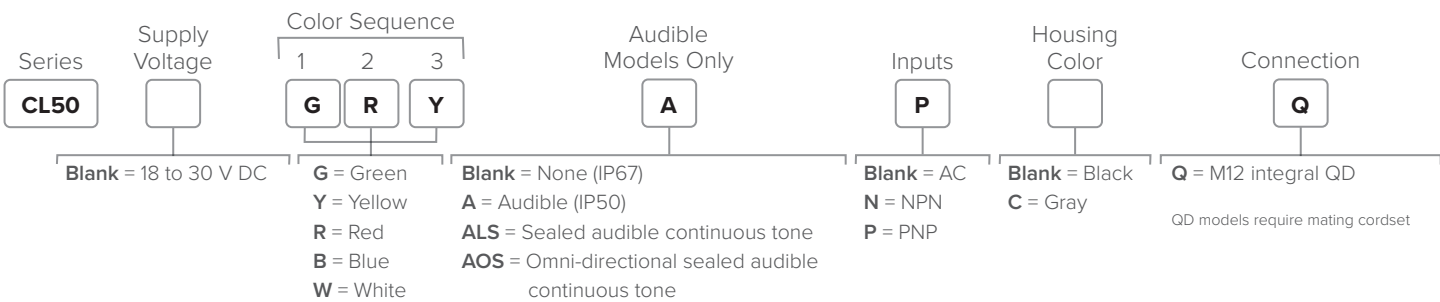 Color Sequence
Series
Supply
Voltage
1 2 3
Audible
Models Only
Inputs
Housing
Color
Connection
CL50
G R Y
A
P
Q
Blank = 18 to 30 V DC
G = Green
Y = Yellow
R = Red
B = Blue
W = White
Blank = None (IP67)
A = Audible (IP50)
ALS = Sealed audible continuous tone
AOS = Omni-directional sealed audible
continuous tone
Blank = AC
N = NPN
P = PNP
Blank = Black
C = Gray
Q = M12 integral QD
QD models require mating cordset